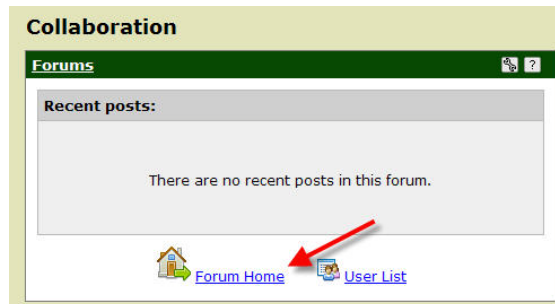 Collaboration
Forums
?
Recent posts:
There are no recent posts in this forum.
Forum Home User List